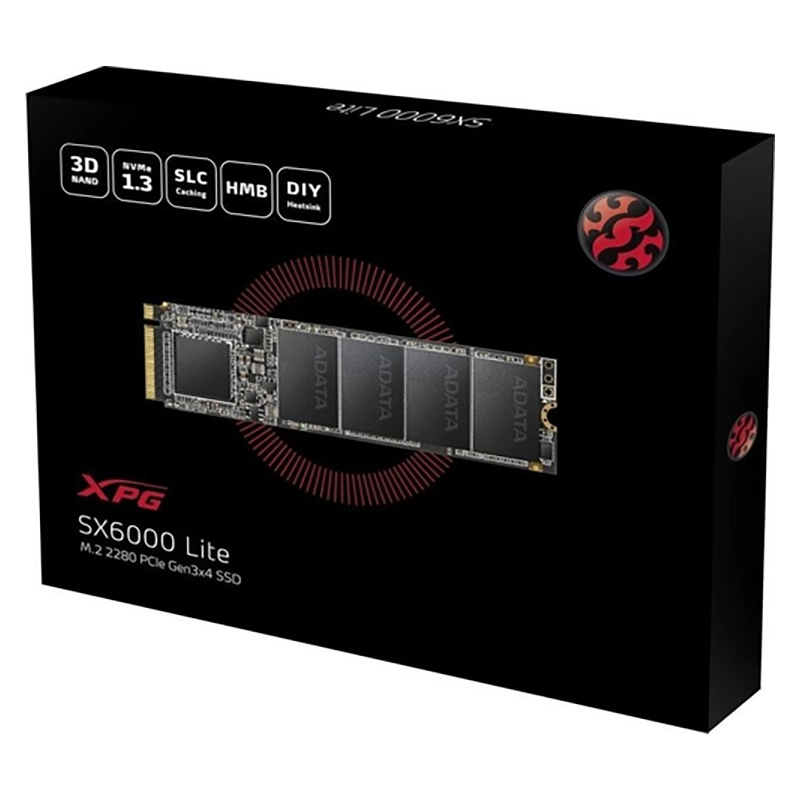 SX6000 Lite
3D
NAND
NVMe
1.3
SLC
Caching
HMB
DIY
Heatsink
ADATA
ADATA
ADATA
ADATA
XPG
SX6000 Lite
M.2 2280 PCIe Gen3x4 SSD